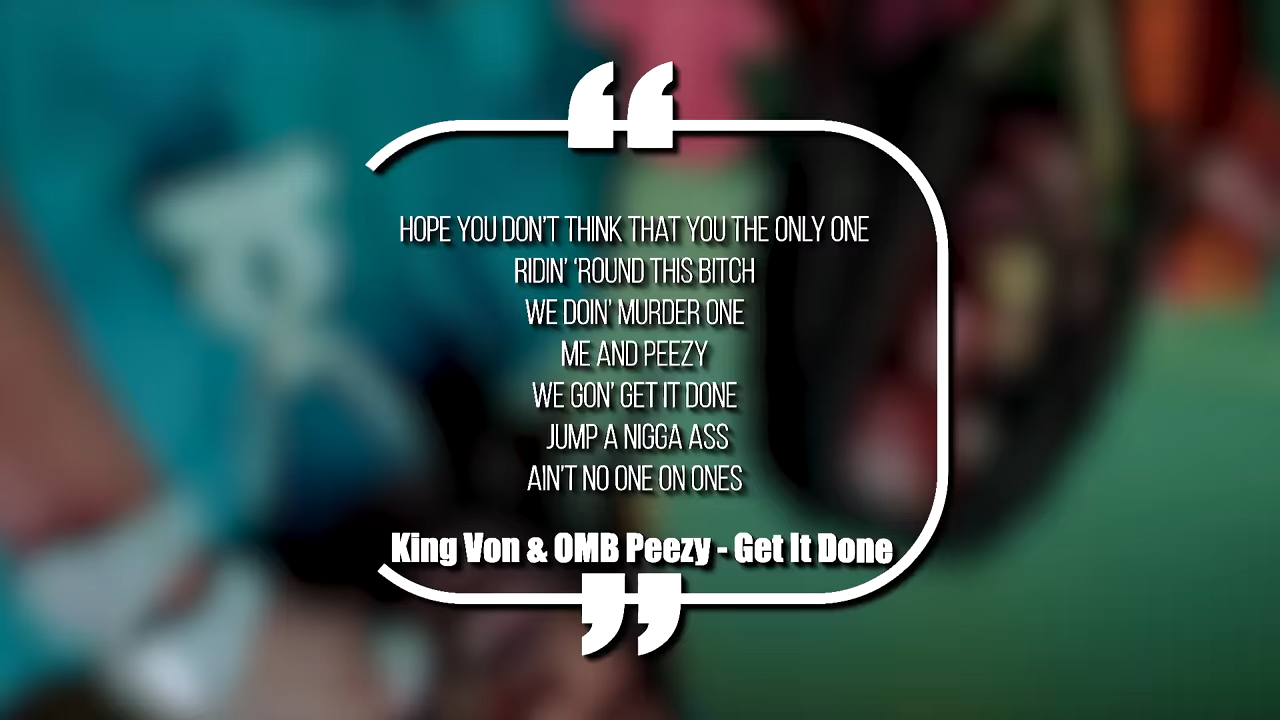 HOPE YOU DON'T THINK THAT YOU THE ONLY ONE
RIDIN' ‘ROUND THIS BITCH
WE DOIN' MURDER ONE
ME AND PEEZY
WE GON' GET IT DONE
JUMP A NIGGA ASS
AIN'T NO ONE ON ONES
King Von & OMB Peezy - Get It Done